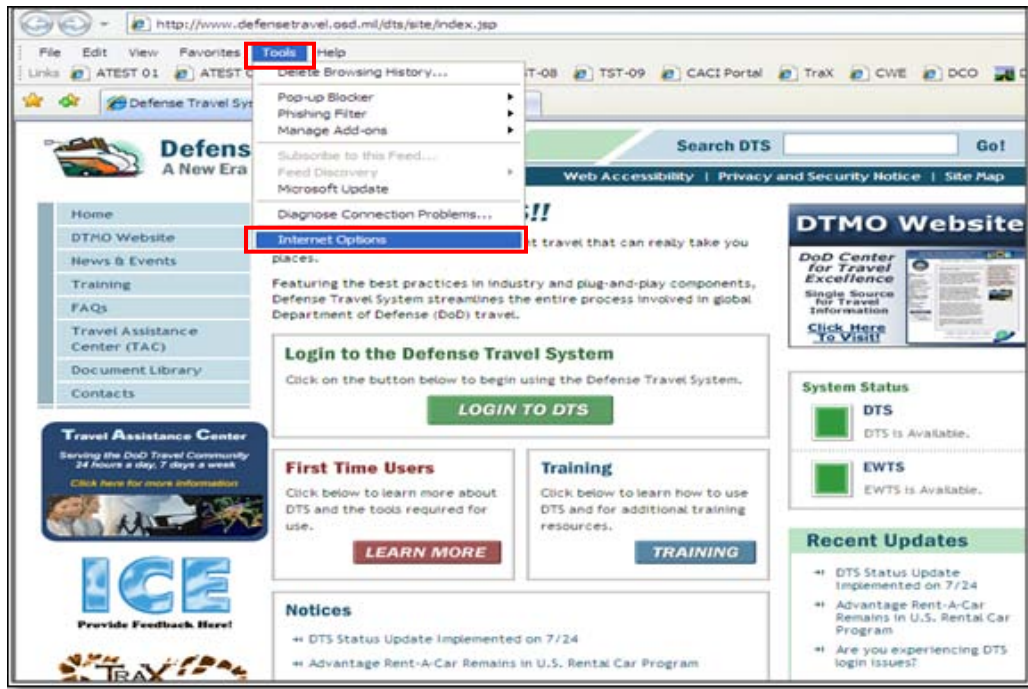 http://www.defensetravel.osd.mil/dts/site/index.jsp
File Edit View Favorites Tools Help
Links ATEST 01 ATEST T-08 TST-09 CACI Portal TraX CWE DCO
Defense Travel Sys
Delete Browsing History...
Pop-up Blocker
Phishing Filter
Manage Add-ons
Subscribe to this Feed...
Feed Discovery
Microsoft Update
Diagnose Connection Problems...
Internet Options
Defens
A New Era
Search DTS Go!
Web Accessibility | Privacy and Security Notice | Site Map
Home
DTMO Website
News & Events
Training
FAQs
Travel Assistance
Center (TAC)
Document Library
Contacts
Travel Assistance Center
Serving the DoD Travel Community
24 hours a day, 7 days a week
Click here for more information
ICE
Provide Feedback Here!
TRAX
!!
nt travel that can realy take you
places.
Featuring the best practices in industry and plug-and-play components,
Defense Travel System streamlines the entire process involved in global
Department of Defense (DoD) travel.
Login to the Defense Travel System
Click on the button below to begin using the Defense Travel System.
LOGIN TO DTS
First Time Users
Click below to learn more about
DTS and the tools required for
use.
LEARN MORE
Training
Click below to learn how to use
DTS and for additional training
resources.
TRAINING
Notices
DTS Status Update Implemented on 7/24
Advantage Rent-A-Car Remains in U.S. Rental Car Program
DTMO Website
DoD Center
for Travel
Excellence
Single Source
for Travel
Information
Click Here
To Visit!
System Status
DTS
DTS is Available.
EWTS
EWTS is Available.
Recent Updates
DTS Status Update
Implemented on 7/24
Advantage Rent-A-Car
Remains in U.S. Rental Car
Program
Are you experiencing DTS
login issues?